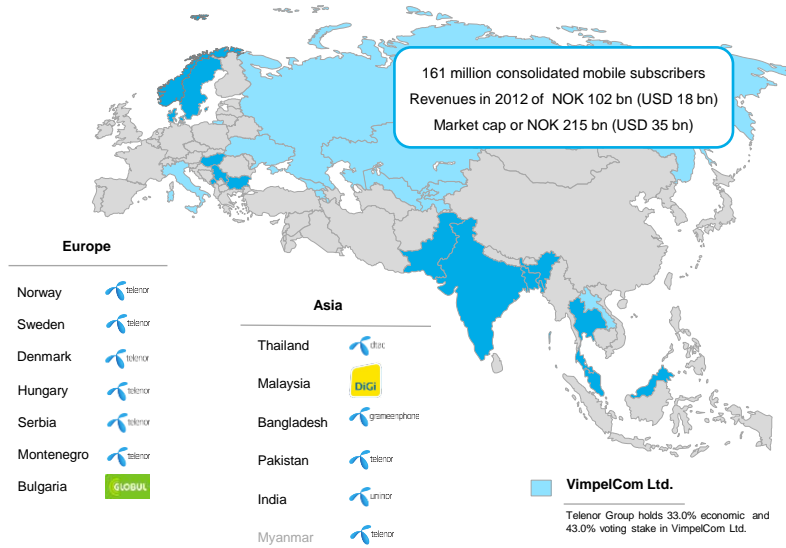 161 million consolidated mobile subscribers
Revenues in 2012 of NOK 102 bn (USD 18 bn)
Market cap or NOK 215 bn (USD 35 bn)
Europe
Norway telenor
Sweden telenor
Denmark telenor
Hungary telenor
Serbia telenor
Montenegro telenor
Bulgaria GLOBUL
Asia
Thailand dtac
Malaysia DiGi
Bangladesh grameenphone
Pakistan telenor
India uninor
Myanmar telenor
VimpelCom Ltd.
Telenor Group holds 33.0% economic and
43.0% voting stake in VimpelCom Ltd.